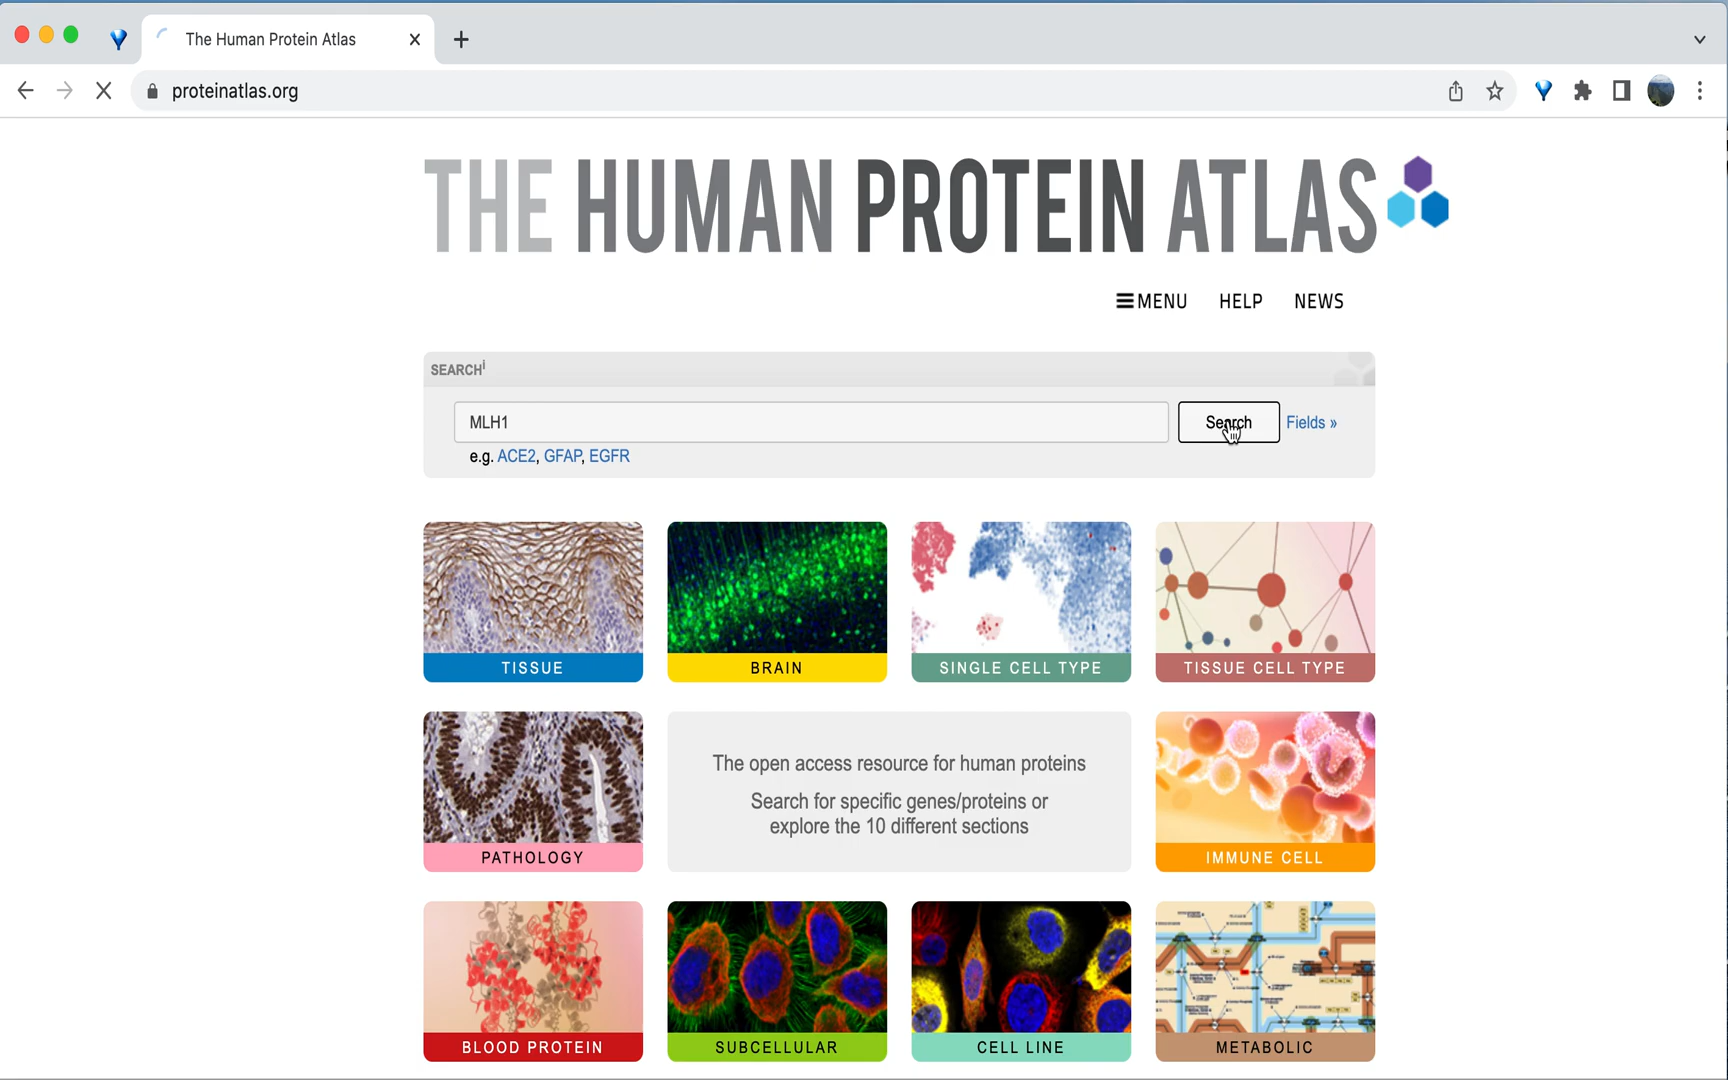 The Human Protein Atlas
proteinatlas.org
THE HUMAN PROTEIN ATLAS
MENU HELP NEWS
SEARCHi
MLH1 Search Fields »
e.g. ACE2, GFAP, EGFR
TISSUE BRAIN SINGLE CELL TYPE TISSUE CELL TYPE
The open access resource for human proteins
Search for specific genes/proteins or
explore the 10 different sections
PATHOLOGY IMMUNE CELL
BLOOD PROTEIN SUBCELLULAR CELL LINE METABOLIC